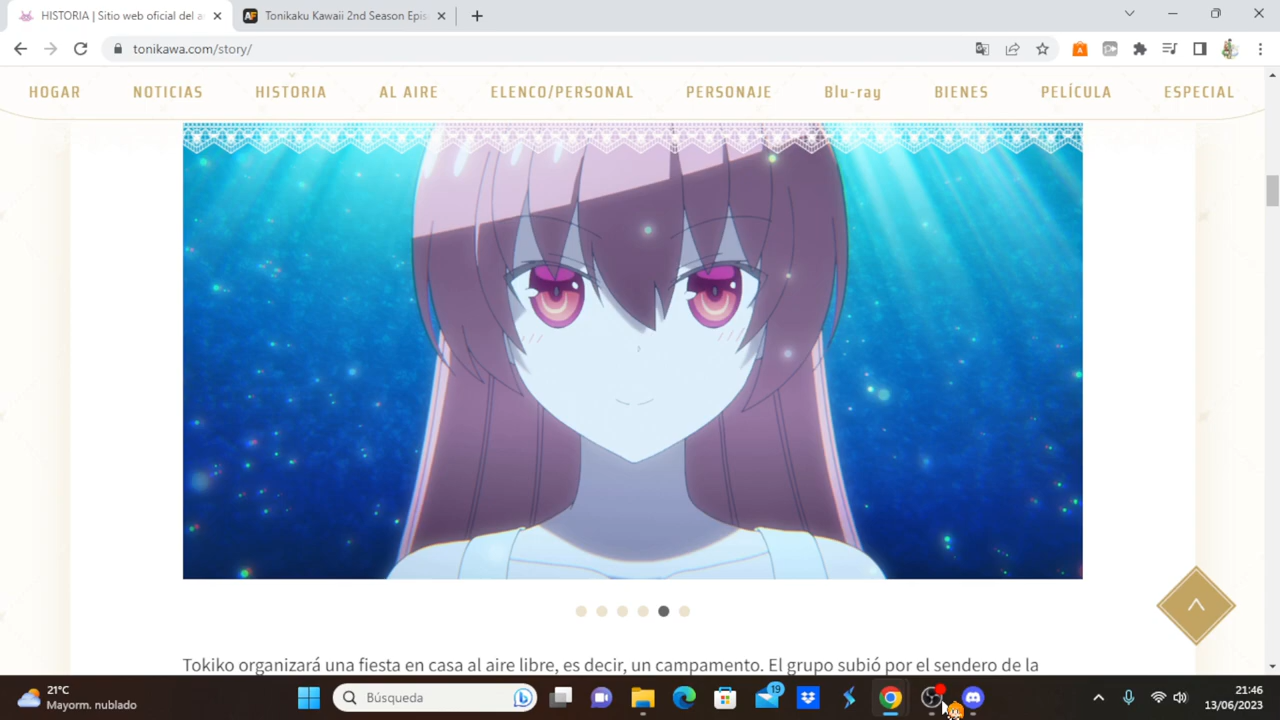 HISTORIA | Sitio web oficial del a
Tonikaku Kawaii 2nd Season Epis
tonikawa.com/story/
HOGAR NOTICIAS HISTORIA AL AIRE ELENCO/PERSONAL PERSONAJE Blu-ray BIENES PELÍCULA ESPECIAL
Tokiko organizará una fiesta en casa al aire libre, es decir, un campamento. El grupo subió por el sendero de la
21°C
Mayorm. nublado
Búsqueda
19
21:46
13/06/2023